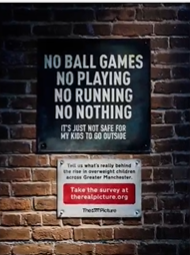 NO BALL GAMES
NO PLAYING
NO RUNNING
NO NOTHING
IT'S JUST NOT SAFE FOR
MY KIDS TO GO OUTSIDE
Tell us what's really behind
the rise in overweight children
across Greater Manchester.
Take the survey at
therealpicture.org
Picture